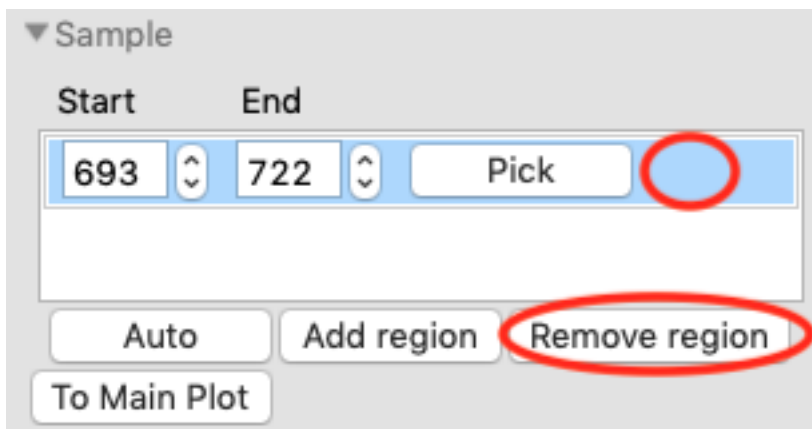 Sample
Start End
693 722 Pick
Auto Add region Remove region
To Main Plot